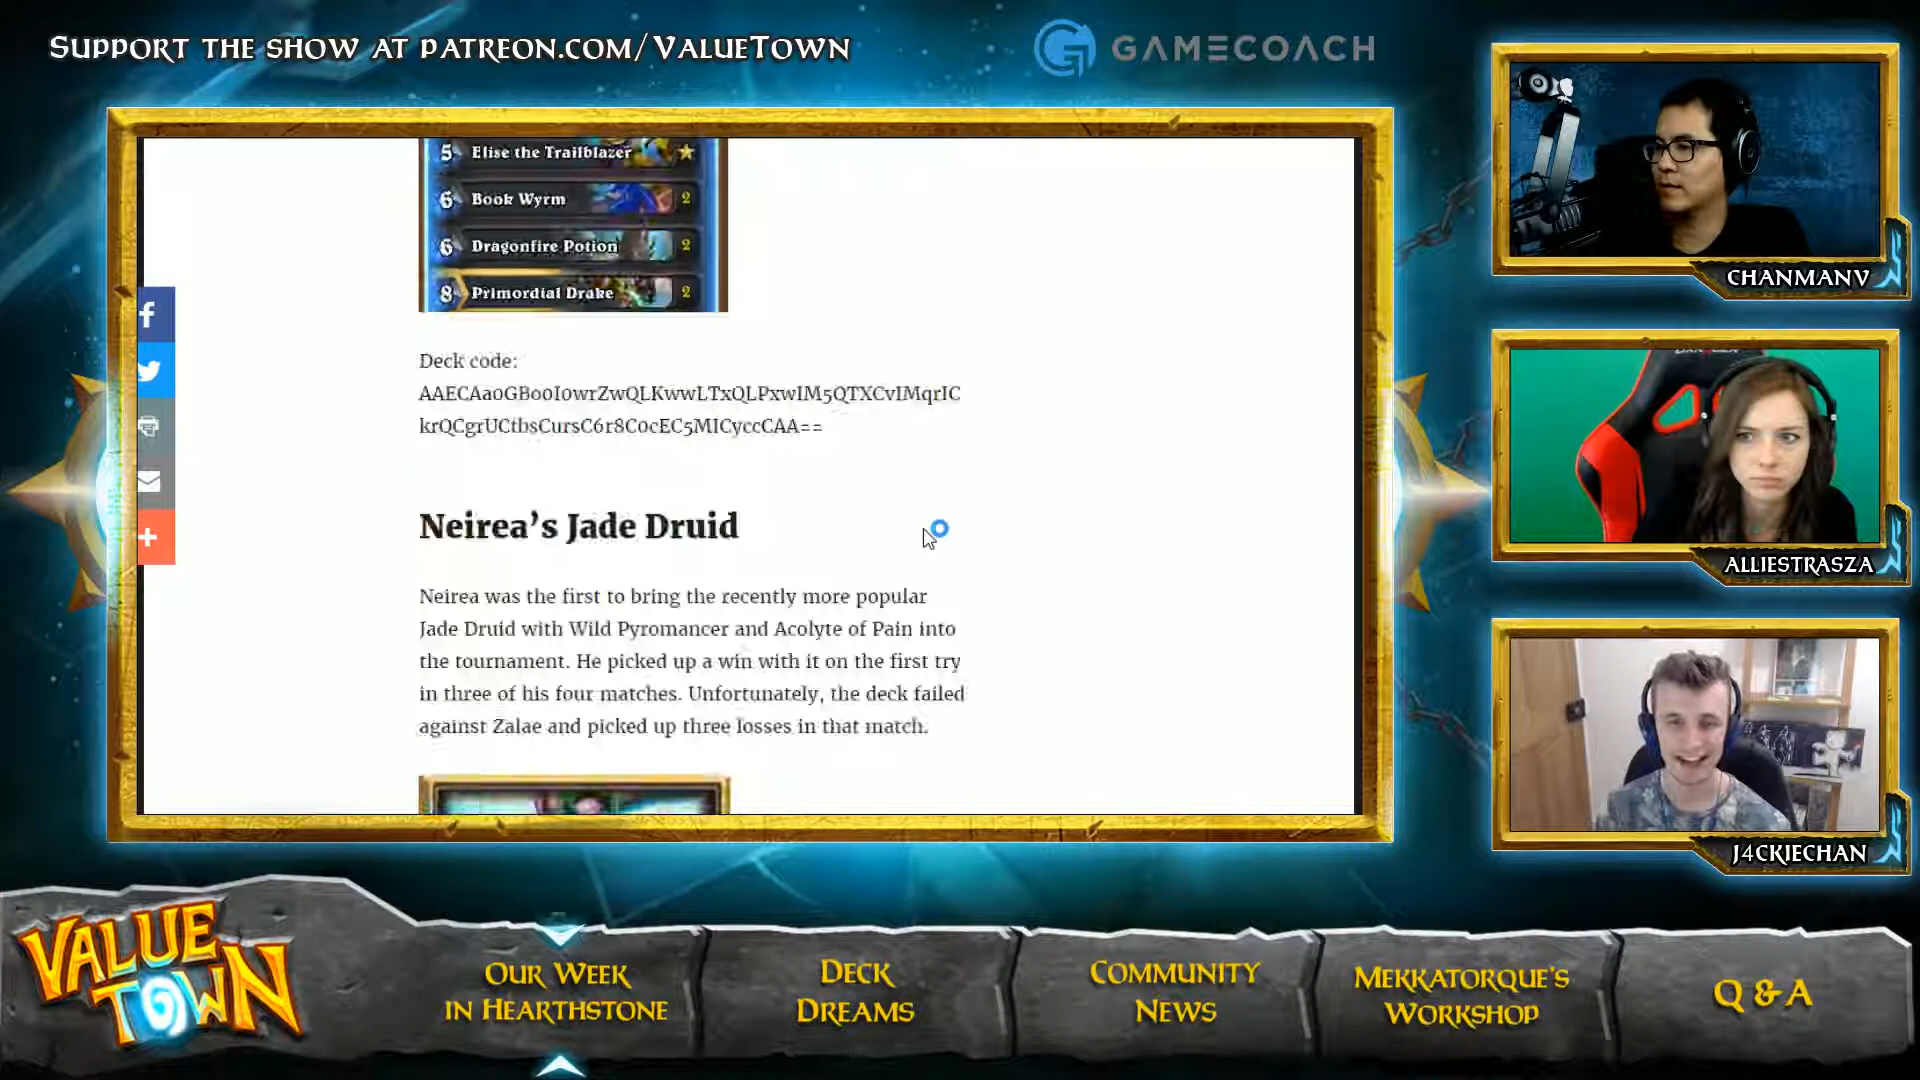 SUPPORT THE SHOW AT PATREON.COM/VALUETOWN
GAMECOACH
5 Elise the Trailblazer
6 Book Wyrm 2
6 Dragonfire Potion 2
8 Primordial Drake 2
Deck code:
AAECAa0GBo0I0wrZwQLKwwLTxQLPxwIM5QTXCvIMqrIC
krQCgrUCtbsCursC6r8C0cEC5MICyccCAA==
Neirea's Jade Druid
Neirea was the first to bring the recently more popular
Jade Druid with Wild Pyromancer and Acolyte of Pain into
the tournament. He picked up a win with it on the first try
in three of his four matches. Unfortunately, the deck failed
against Zalae and picked up three losses in that match.
CHANMANV
ALLIESTRASZA
J4CKIECHAN
VALUE
TOWN
OUR WEEK
IN HEARTHSTONE
DECK
DREAMS
COMMUNITY
NEWS
MEKKATORQUE'S
WORKSHOP
Q & A